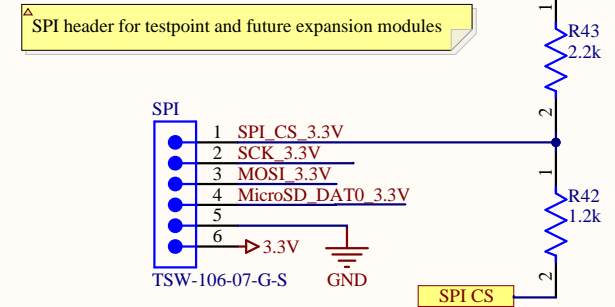 SPI header for testpoint and future expansion modules
1
R43
2.2k
2
SPI
1 SPI_CS_3.3V
2 SCK_3.3V
3 MOSI_3.3V
4 MicroSD_DAT0_3.3V
5
6 3.3V
TSW-106-07-G-S
GND
1
R42
1.2k
2
SPI CS